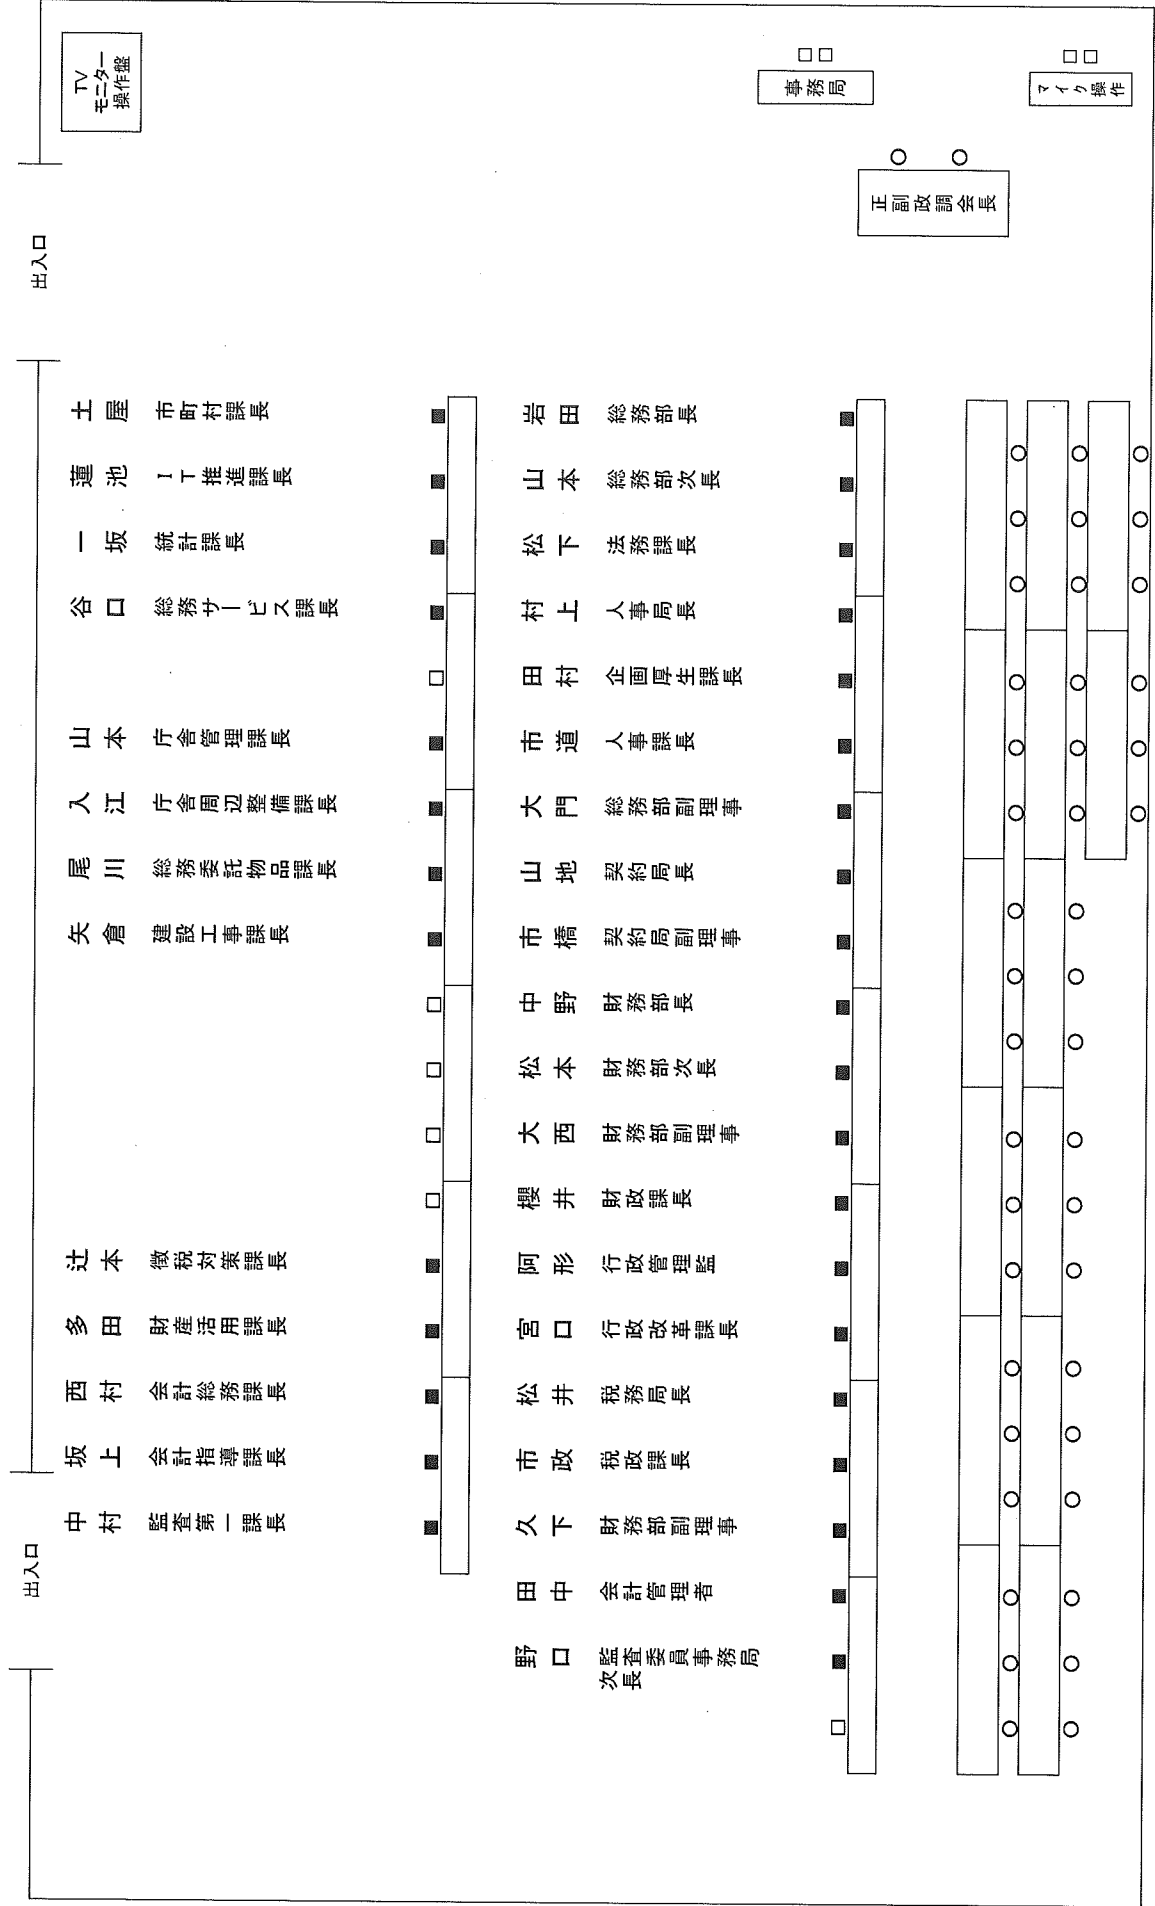 TV
モニター
操作盤
事務局
マイク操作
正副政調会長
出入口
土屋 市町村課長
蓮池 IT推進課長
一坂 統計課長
谷口 総務サービス課長
山本 庁舎管理課長
入江 庁舎周辺整備課長
尾川 総務委託物品課長
矢倉 建設工事課長
辻本 徴税対策課長
多田 財産活用課長
西村 会計総務課長
坂上 会計指導課長
中村 監査第一課長
出入口
岩田 総務部長
山本 総務部次長
松下 法務課長
村上 人事局長
田村 企画厚生課長
市道 人事課長
大門 総務部副理事
山地 契約局長
市橋 契約局副理事
中野 財務部長
松本 財務部次長
大西 財務部副理事
櫻井 財政課長
阿形 行政管理監
宮口 行政改革課長
松井 税務局長
市政 税政課長
久下 財務部副理事
田中 会計管理者
野口 監査委員事務局
次長